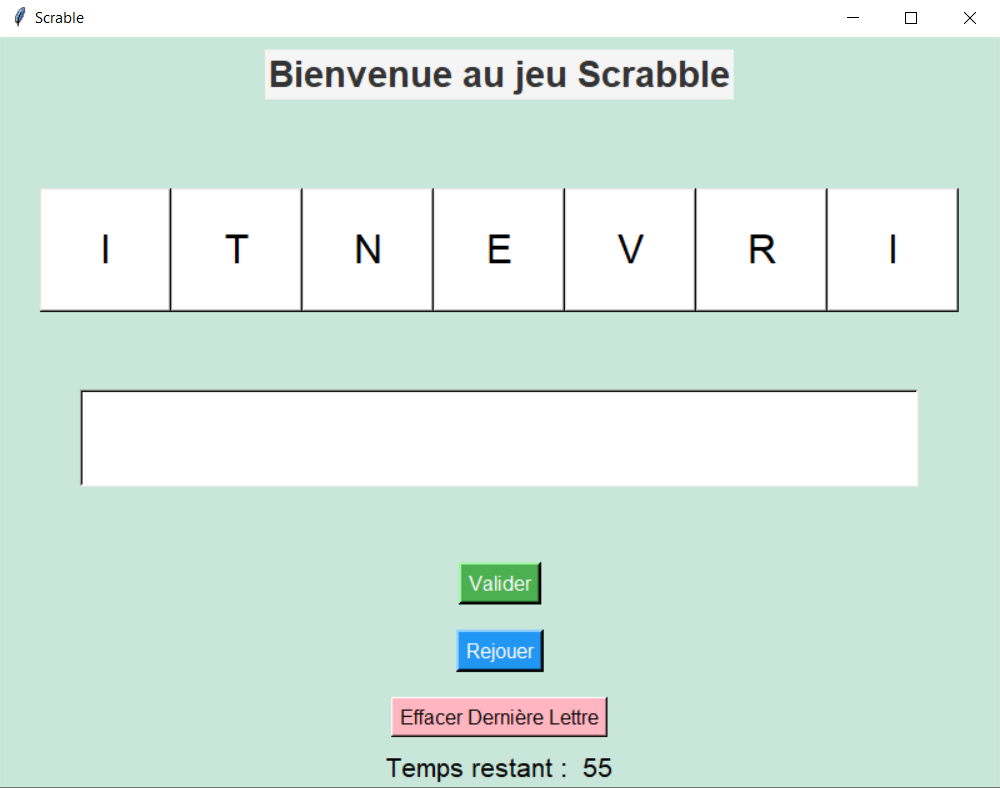 Scrable
Bienvenue au jeu Scrabble
I T N E V R I
Valider
Rejouer
Effacer Dernière Lettre
Temps restant : 55